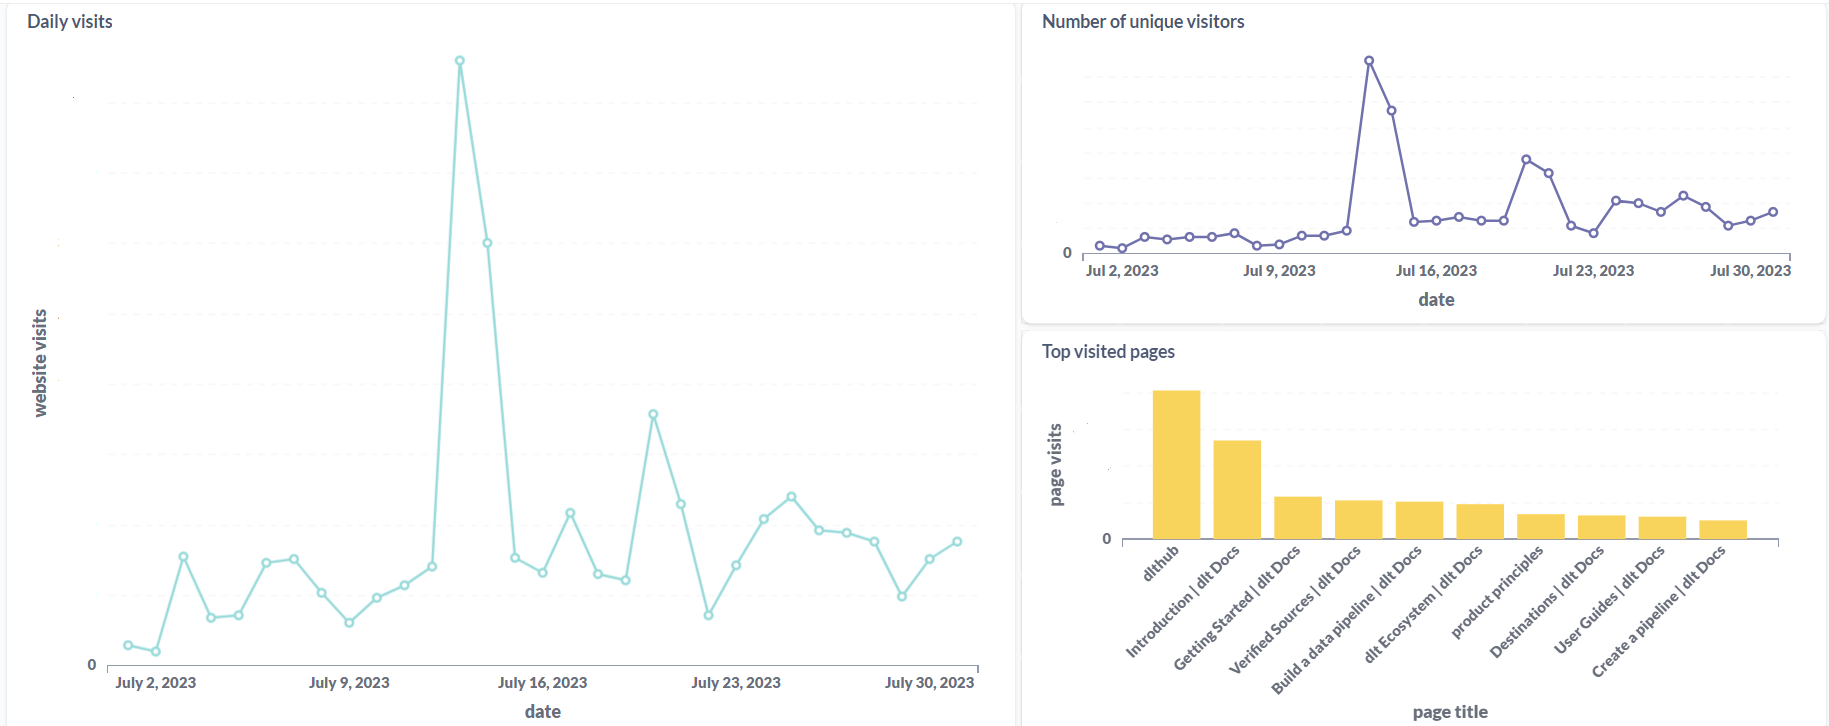 Daily visits
website visits
0
July 2, 2023
July 9, 2023
July 16, 2023
July 23, 2023
July 30, 2023
date
Number of unique visitors
0
Jul 2, 2023
Jul 9, 2023
Jul 16, 2023
Jul 23, 2023
Jul 30, 2023
date
Top visited pages
page visits
0
dlthub
Introduction | dlt Docs
Getting Started | dlt Docs
Verified Sources | dlt Docs
Build a data pipeline | dlt Docs
dlt Ecosystem | dlt Docs
product principles
Destinations | dlt Docs
User Guides | dlt Docs
Create a pipeline | dlt Docs
page title